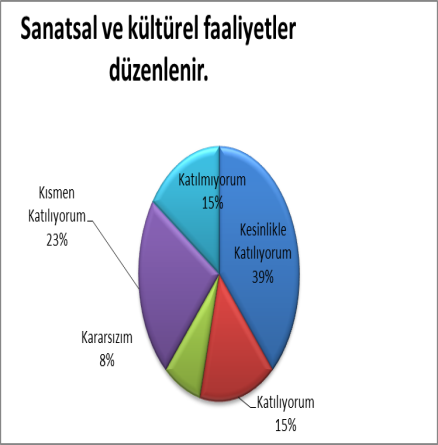 Sanatsal ve kültürel faaliyetler
düzenlenir.
Katılmıyorum
15%
Kısmen
Katılıyorum
23%
Kesinlikle
Katılıyorum
39%
Kararsızım
8%
Katılıyorum
15%